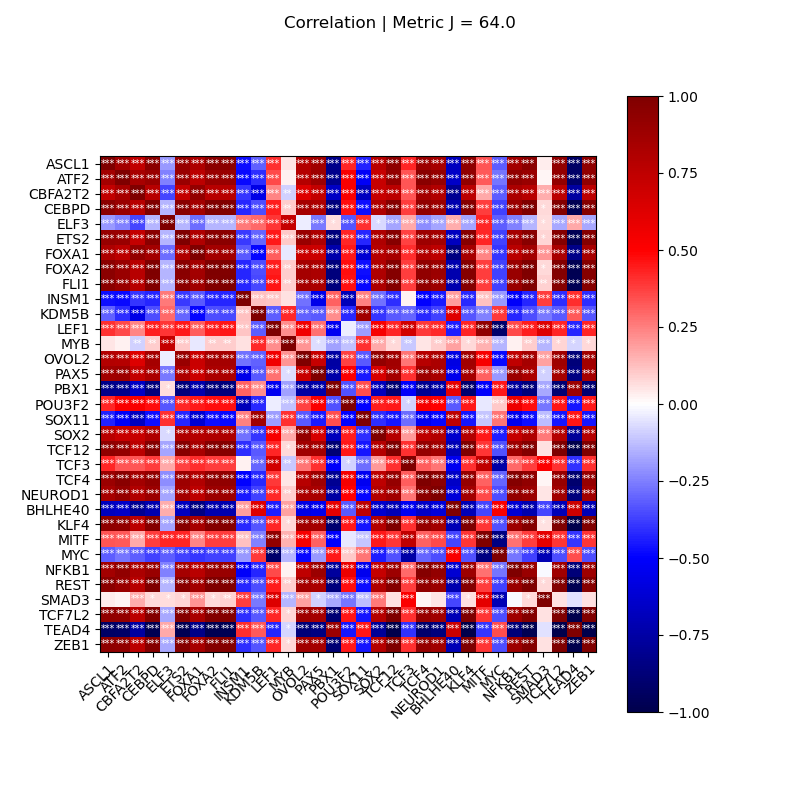 Correlation | Metric J = 64.0
ASCL1
ATF2
CBFA2T2
CEBPD
ELF3
ETS2
FOXA1
FOXA2
FLI1
INSM1
KDM5B
LEF1
MYB
OVOL2
PAX5
PBX1
POU3F2
SOX11
SOX2
TCF12
TCF3
TCF4
NEUROD1
BHLHE40
KLF4
MITF
MYC
NFKB1
REST
SMAD3
TCF7L2
TEAD4
ZEB1
ASCL1
ATF2
CBFA2T2
CEBPD
ELF3
ETS2
FOXA1
FOXA2
FLI1
INSM1
KDM5B
LEF1
MYB
OVOL2
PAX5
PBX1
POU3F2
SOX11
SOX2
TCF12
TCF3
TCF4
NEUROD1
BHLHE40
KLF4
MITF
MYC
NFKB1
REST
SMAD3
TCF7L2
TEAD4
ZEB1
1.00
0.75
0.50
0.25
0.00
−0.25
−0.50
−0.75
−1.00